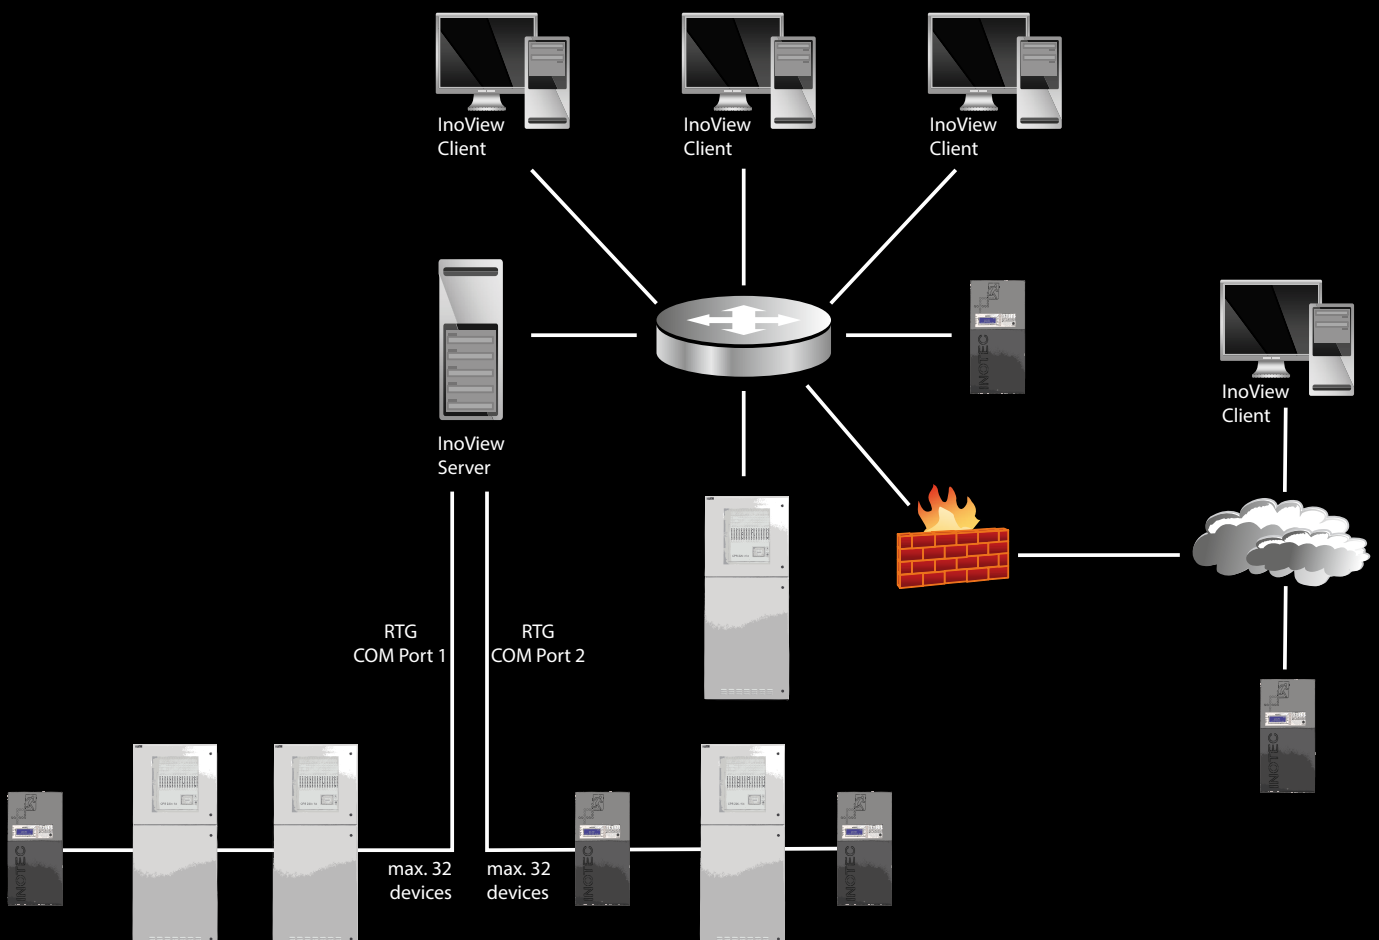 InoView
Client
InoView
Client
InoView
Client
INOTEC
InoView
Client
InoView
Server
RTG
COM Port 1
RTG
COM Port 2
INOTEC
INOTEC
INOTEC
INOTEC
max. 32
devices
max. 32
devices